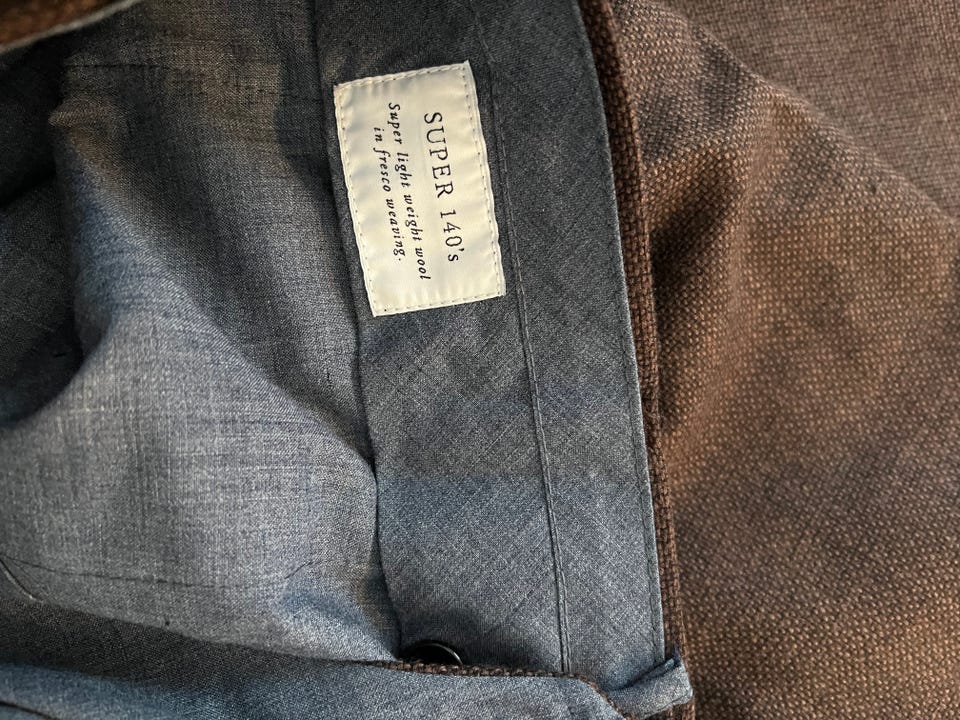 SUPER 140's
Super light weight wool
in fresco weaving.